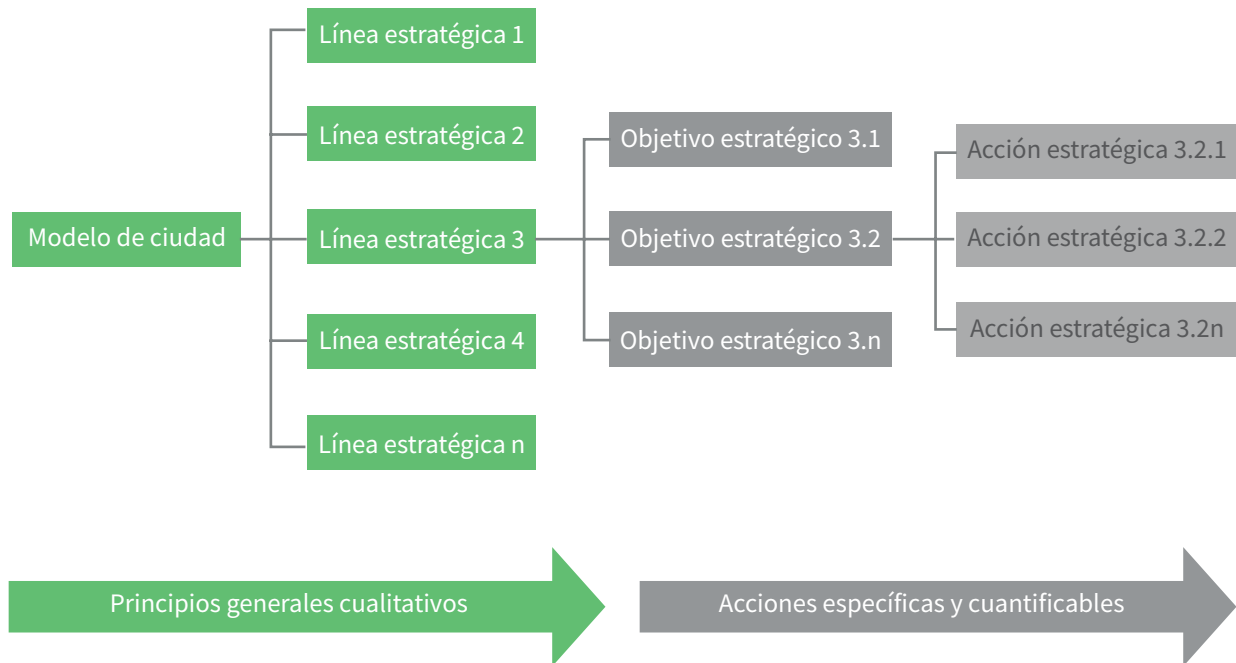 Línea estratégica 1
Línea estratégica 2
Objetivo estratégico 3.1
Acción estratégica 3.2.1
Modelo de ciudad
Línea estratégica 3
Objetivo estratégico 3.2
Acción estratégica 3.2.2
Línea estratégica 4
Objetivo estratégico 3.n
Acción estratégica 3.2n
Línea estratégica n
Principios generales cualitativos
Acciones específicas y cuantificables